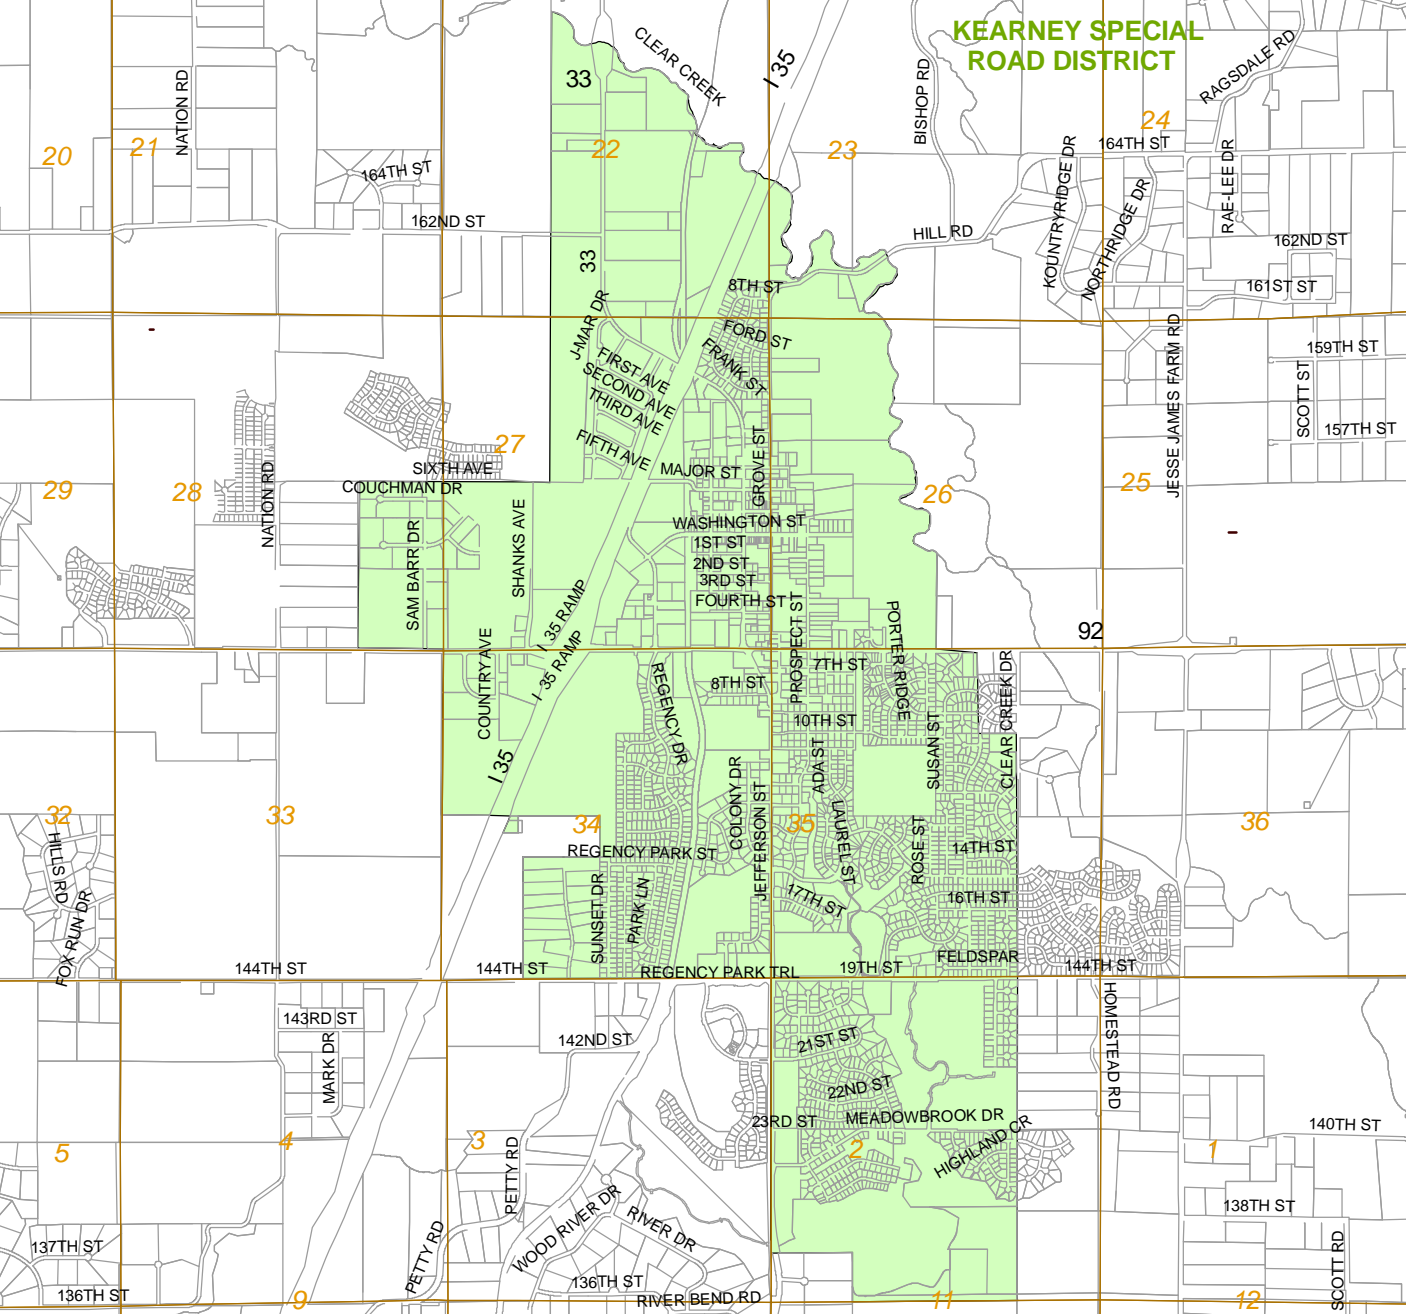 KEARNEY SPECIAL
ROAD DISTRICT
CLEAR CREEK
I 35
33
NATION RD
BISHOP RD
RAGSDALE RD
20
21
22
23
24
164TH ST
164TH ST
KOUNTRYRIDGE DR
NORTHRIDGE DR
RAE-LEE DR
162ND ST
HILL RD
162ND ST
161ST ST
33
8TH ST
J-MAR DR
FORD ST
FRANK ST
FIRST AVE
SECOND AVE
THIRD AVE
FIFTH AVE
JESSE JAMES FARM RD
159TH ST
SCOTT ST
157TH ST
27
SIXTH AVE
COUCHMAN DR
MAJOR ST
GROVE ST
29
28
26
25
NATION RD
SAM BARR DR
SHANKS AVE
WASHINGTON ST
1ST ST
2ND ST
3RD ST
FOURTH ST
I 35 RAMP
I 35 RAMP
PROSPECT ST
PORTER RIDGE
92
COUNTRY AVE
REGENCY DR
7TH ST
8TH ST
10TH ST
CLEAR CREEK DR
SUSAN ST
I 35
COLONY DR
ADA ST
JEFFERSON ST
LAUREL ST
ROSE ST
32
33
34
35
36
HILLS RD
FOX RUN DR
REGENCY PARK ST
14TH ST
17TH ST
16TH ST
SUNSET DR
PARK LN
FELDSPAR
144TH ST
144TH ST
REGENCY PARK TRL
19TH ST
144TH ST
HOMESTEAD RD
143RD ST
MARK DR
142ND ST
21ST ST
22ND ST
23RD ST
MEADOWBROOK DR
HIGHLAND CR
140TH ST
5
4
3
2
1
PETTY RD
138TH ST
WOOD RIVER DR
RIVER DR
PETTY RD
137TH ST
136TH ST
136TH ST
RIVER BEND RD
SCOTT RD
9
11
12